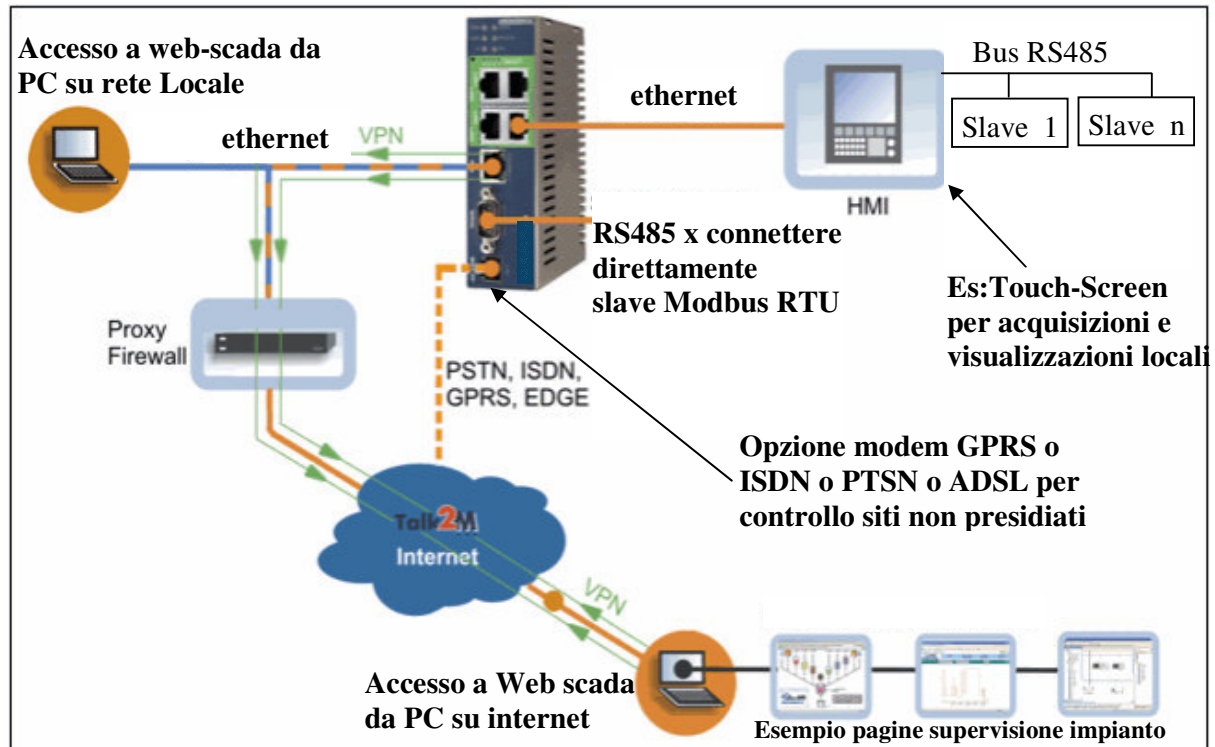 Accesso a web-scada da
PC su rete Locale
ethernet
VPN
ethernet
Bus RS485
Slave 1
Slave n
HMI
RS485 x connettere
direttamente
slave Modbus RTU
Es:Touch-Screen
per acquisizioni e
visualizzazioni locali
Proxy
Firewall
PSTN, ISDN,
GPRS, EDGE
Opzione modem GPRS o
ISDN o PTSN o ADSL per
controllo siti non presidiati
Talk2M
Internet
VPN
Accesso a Web scada
da PC su internet
Esempio pagine supervisione impianto